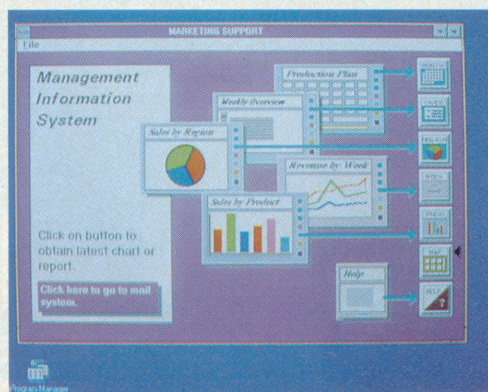 MARKETING SUPPORT
File
Management
Information
System
Production Plan
Weekly Overview
Sales by Region
Revenue by Week
Sales by Product
Click on button to
obtain latest chart or
report
Click here to go to mail
system.
Help
HELP
?
Program Manager